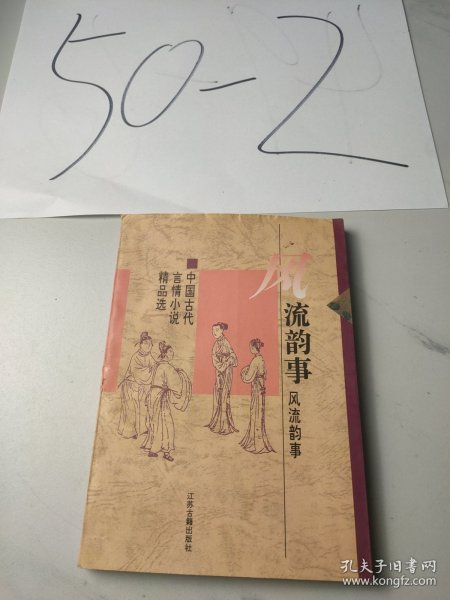 50-2
风流韵事
风流韵事
中国古代
言情小说
精品选
江苏古籍出版社
孔夫子旧书网
www.kongfz.com